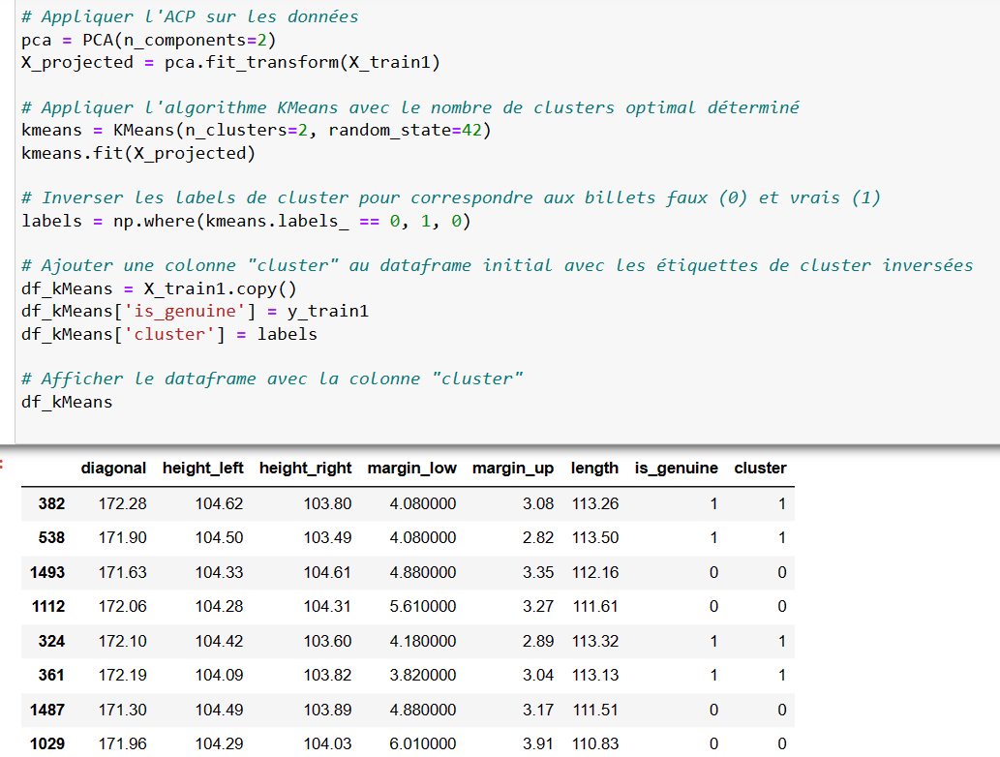 # Appliquer l'ACP sur les données
pca = PCA(n_components=2)
X_projected = pca.fit_transform(X_train1)
# Appliquer l'algorithme KMeans avec le nombre de clusters optimal déterminé
kmeans = KMeans(n_clusters=2, random_state=42)
kmeans.fit(X_projected)
# Inverser les labels de cluster pour correspondre aux billets faux (0) et vrais (1)
labels = np.where(kmeans.labels_ == 0, 1, 0)
# Ajouter une colonne "cluster" au dataframe initial avec les étiquettes de cluster inversées
df_kMeans = X_train1.copy()
df_kMeans['is_genuine'] = y_train1
df_kMeans['cluster'] = labels
# Afficher le dataframe avec la colonne "cluster"
df_kMeans
diagonal height_left height_right margin_low margin_up length is_genuine cluster
382 172.28 104.62 103.80 4.080000 3.08 113.26 1 1
538 171.90 104.50 103.49 4.080000 2.82 113.50 1 1
1493 171.63 104.33 104.61 4.880000 3.35 112.16 0 0
1112 172.06 104.28 104.31 5.610000 3.27 111.61 0 0
324 172.10 104.42 103.60 4.180000 2.89 113.32 1 1
361 172.19 104.09 103.82 3.820000 3.04 113.13 1 1
1487 171.30 104.49 103.89 4.880000 3.17 111.51 0 0
1029 171.96 104.29 104.03 6.010000 3.91 110.83 0 0